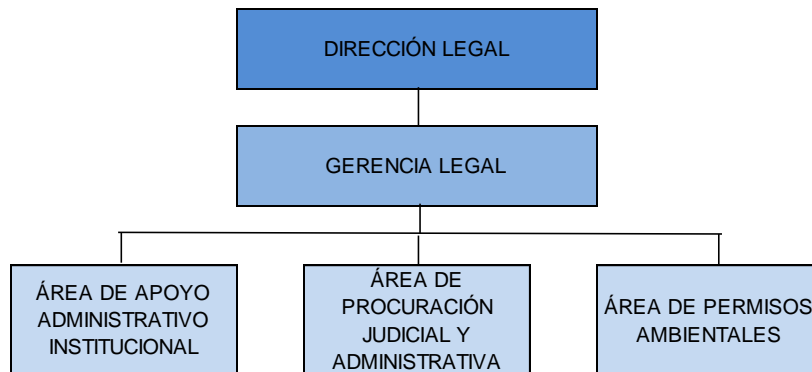 DIRECCIÓN LEGAL
GERENCIA LEGAL
ÁREA DE APOYO
ADMINISTRATIVO
INSTITUCIONAL
ÁREA DE
PROCURACIÓN
JUDICIAL Y
ADMINISTRATIVA
ÁREA DE PERMISOS
AMBIENTALES